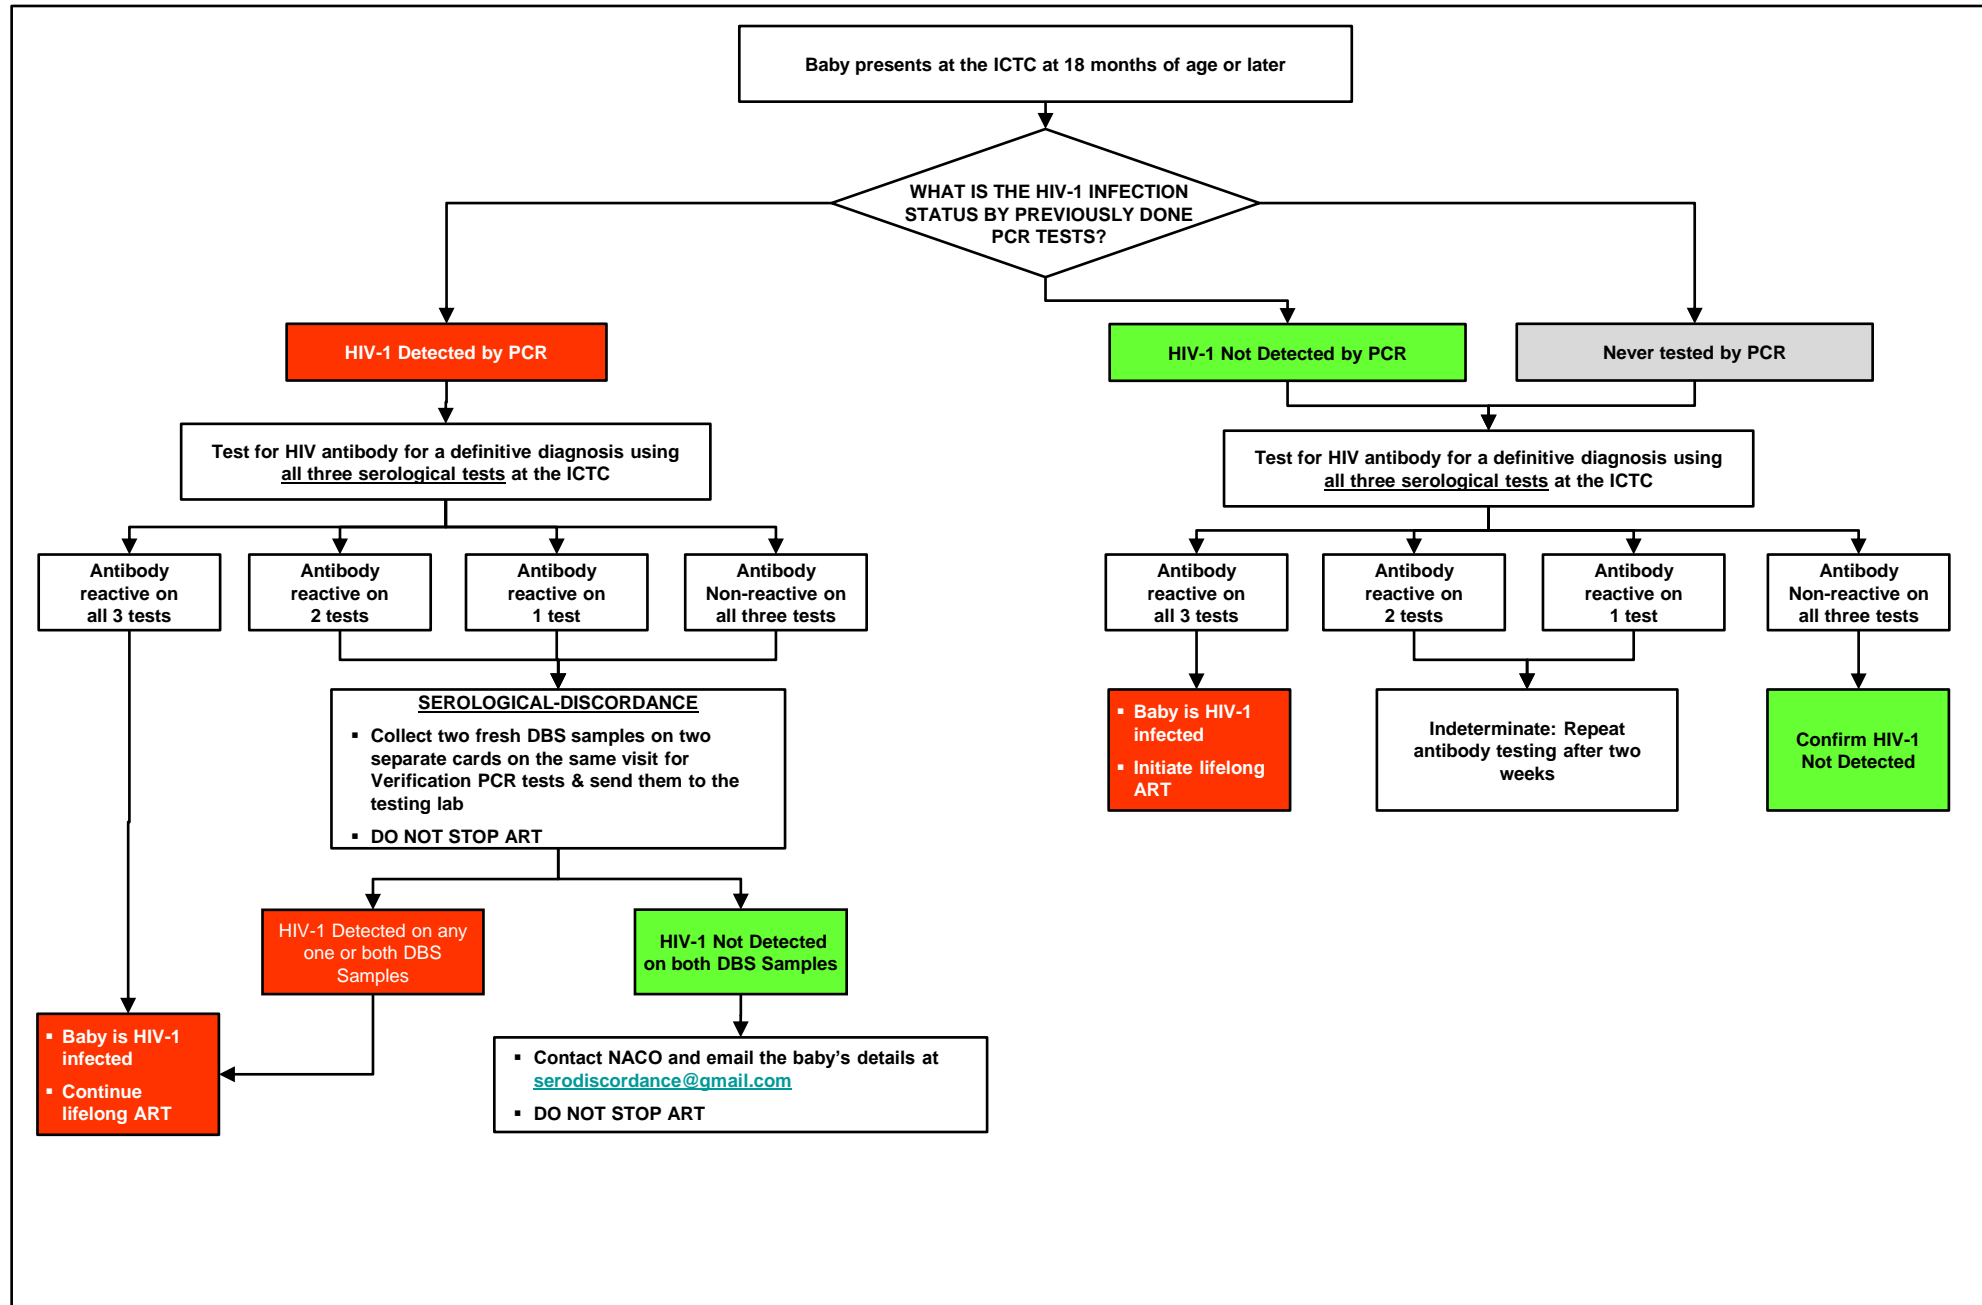 Baby presents at the ICTC at 18 months of age or later
WHAT IS THE HIV-1 INFECTION
STATUS BY PREVIOUSLY DONE
PCR TESTS?
HIV-1 Detected by PCR
HIV-1 Not Detected by PCR
Never tested by PCR
Test for HIV antibody for a definitive diagnosis using
all three serological tests at the ICTC
Test for HIV antibody for a definitive diagnosis using
all three serological tests at the ICTC
Antibody
reactive on
all 3 tests
Antibody
reactive on
2 tests
Antibody
reactive on
1 test
Antibody
Non-reactive on
all three tests
Antibody
reactive on
all 3 tests
Antibody
reactive on
2 tests
Antibody
reactive on
1 test
Antibody
Non-reactive on
all three tests
SEROLOGICAL-DISCORDANCE
▪ Collect two fresh DBS samples on two
separate cards on the same visit for
Verification PCR tests & send them to the
testing lab
▪ DO NOT STOP ART
▪ Baby is HIV-1
infected
▪ Initiate lifelong
ART
Indeterminate: Repeat
antibody testing after two
weeks
Confirm HIV-1
Not Detected
HIV-1 Detected on any
one or both DBS
Samples
HIV-1 Not Detected
on both DBS Samples
▪ Baby is HIV-1
infected
▪ Continue
lifelong ART
▪ Contact NACO and email the baby’s details at
serodiscordance@gmail.com
▪ DO NOT STOP ART